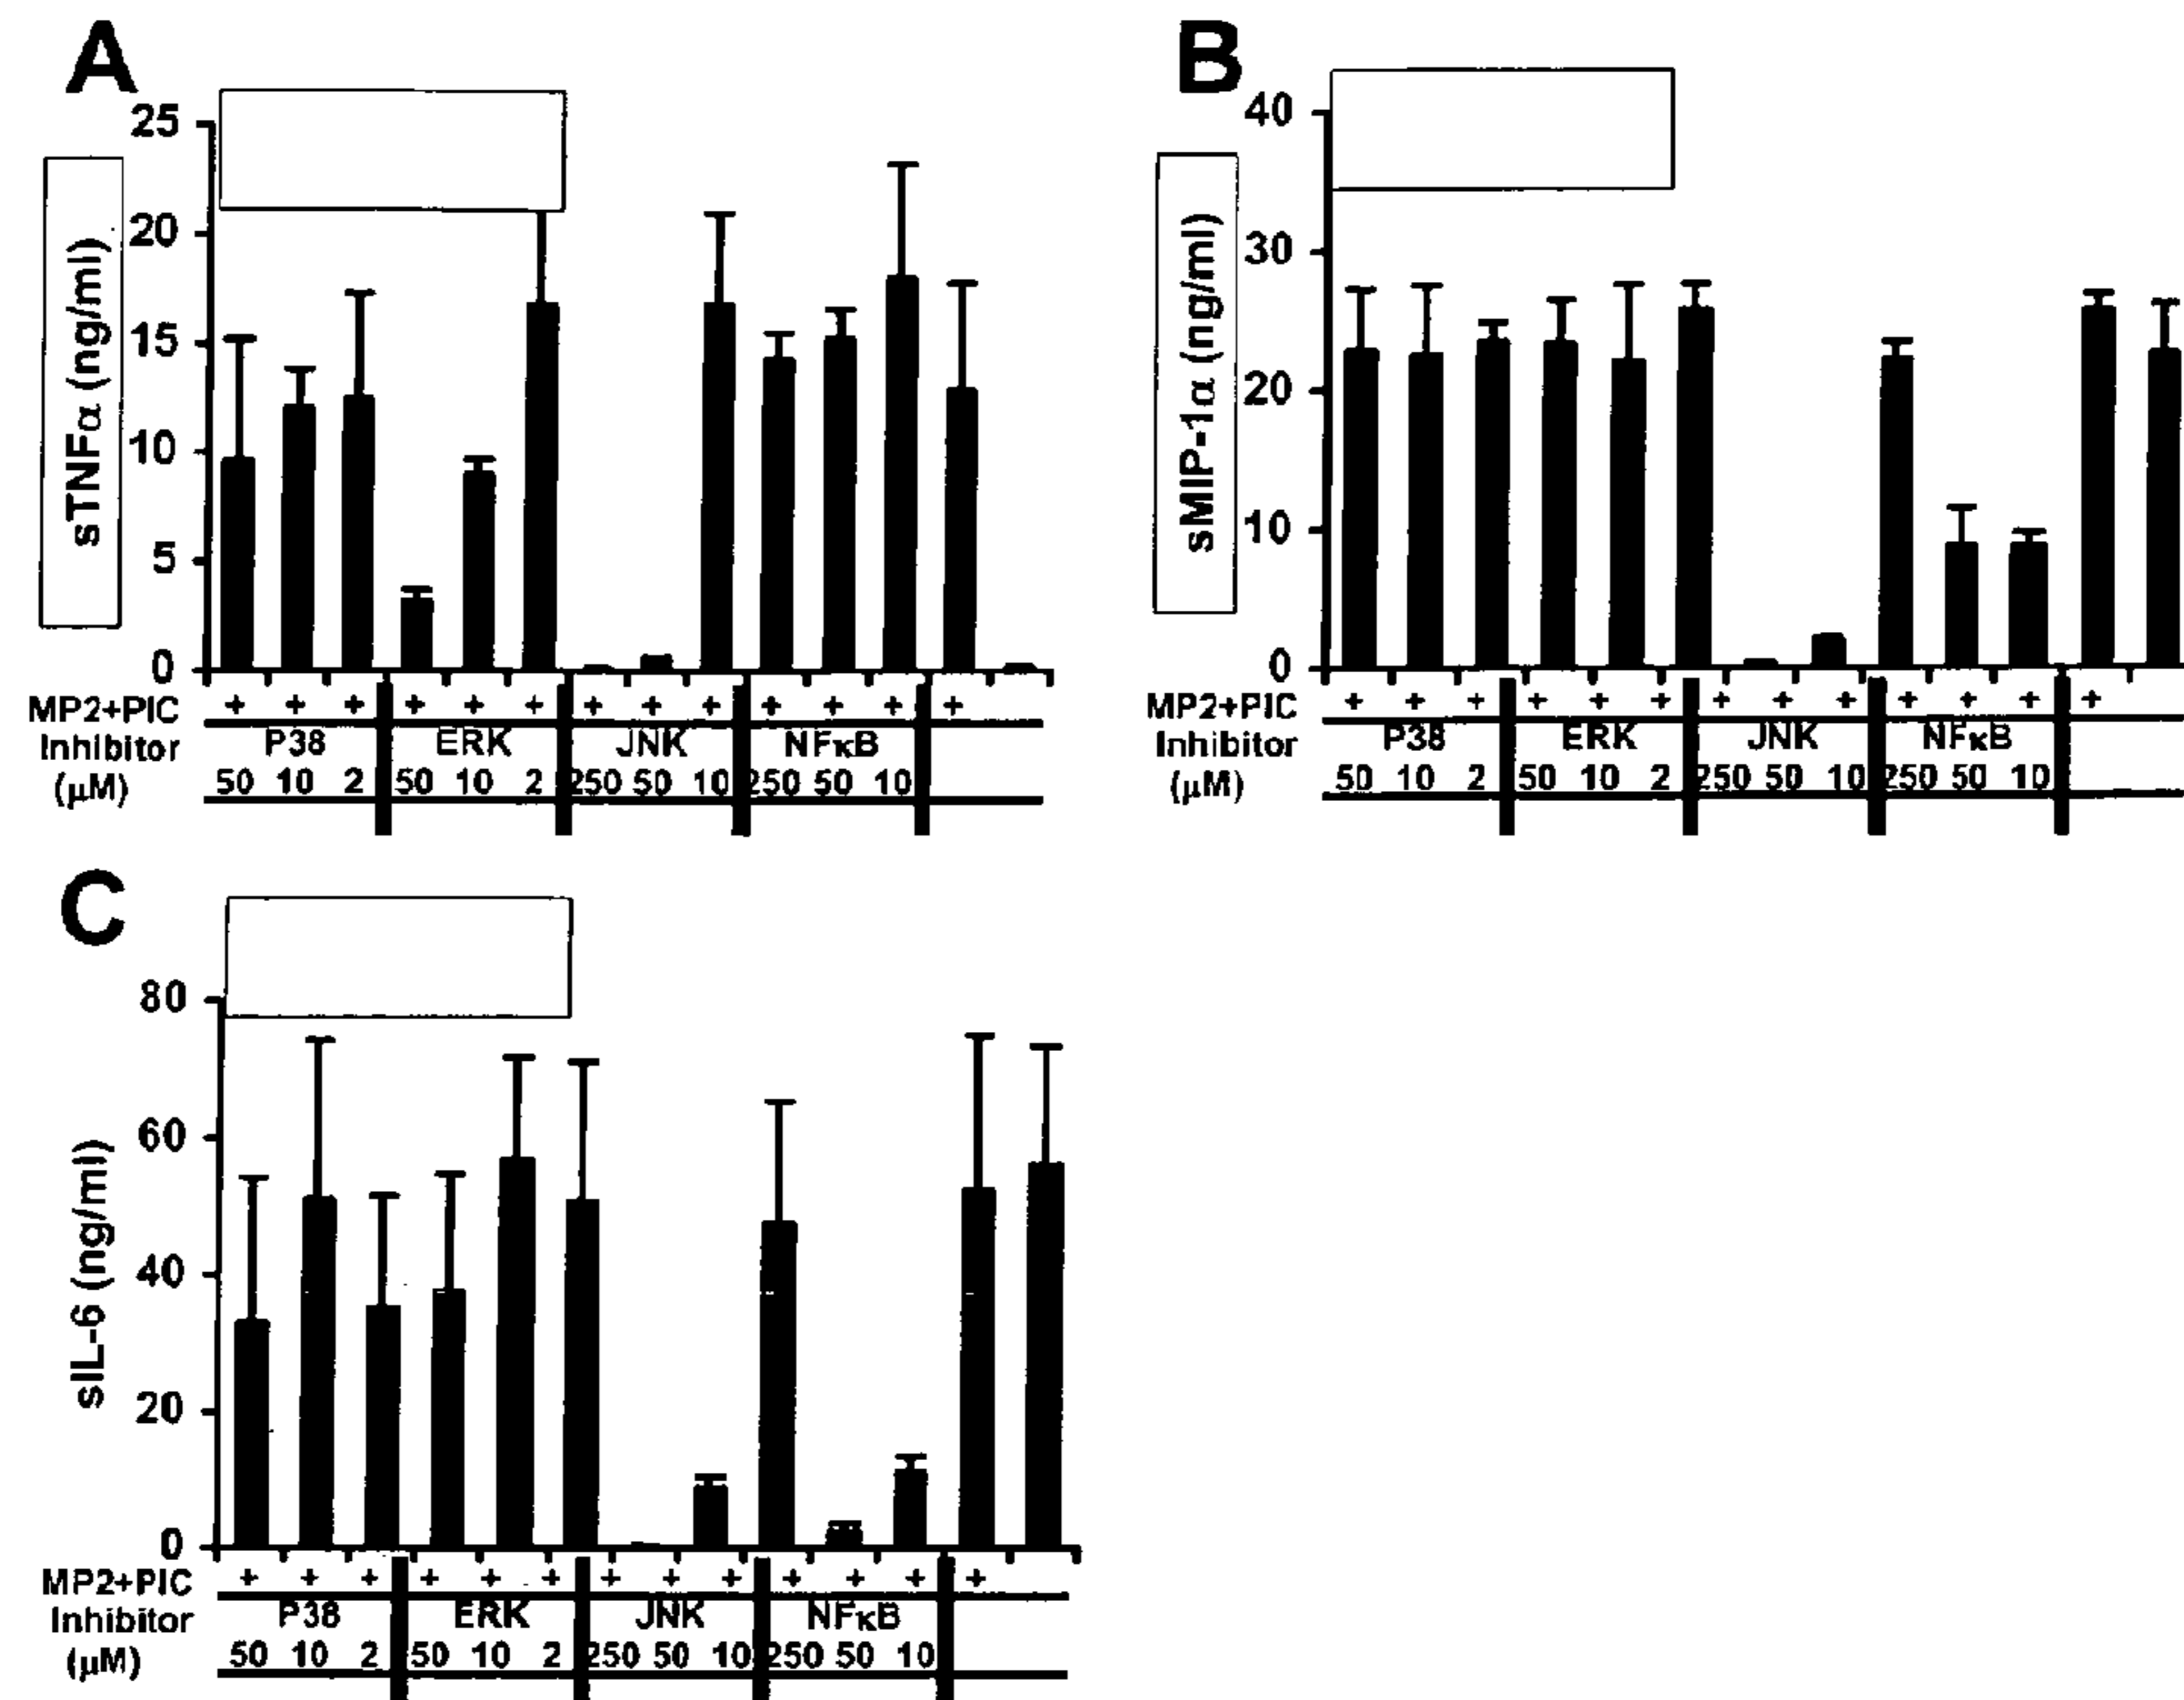 A
25
20
15
10
5
0
sTNFα (ng/ml)
MP2+PIC + + + + + + + + + + + + +
Inhibitor P38 ERK JNK NFκB
(μM) 50 10 2 50 10 2 250 50 10 250 50 10
B
40
30
20
10
0
sMIP-1α (ng/ml)
MP2+PIC + + + + + + + + + + + + +
Inhibitor P38 ERK JNK NFκB
(μM) 50 10 2 50 10 2 250 50 10 250 50 10
C
80
60
40
20
0
sIL-6 (ng/ml)
MP2+PIC + + + + + + + + + + + + +
Inhibitor P38 ERK JNK NFκB
(μM) 50 10 2 50 10 2 250 50 10 250 50 10